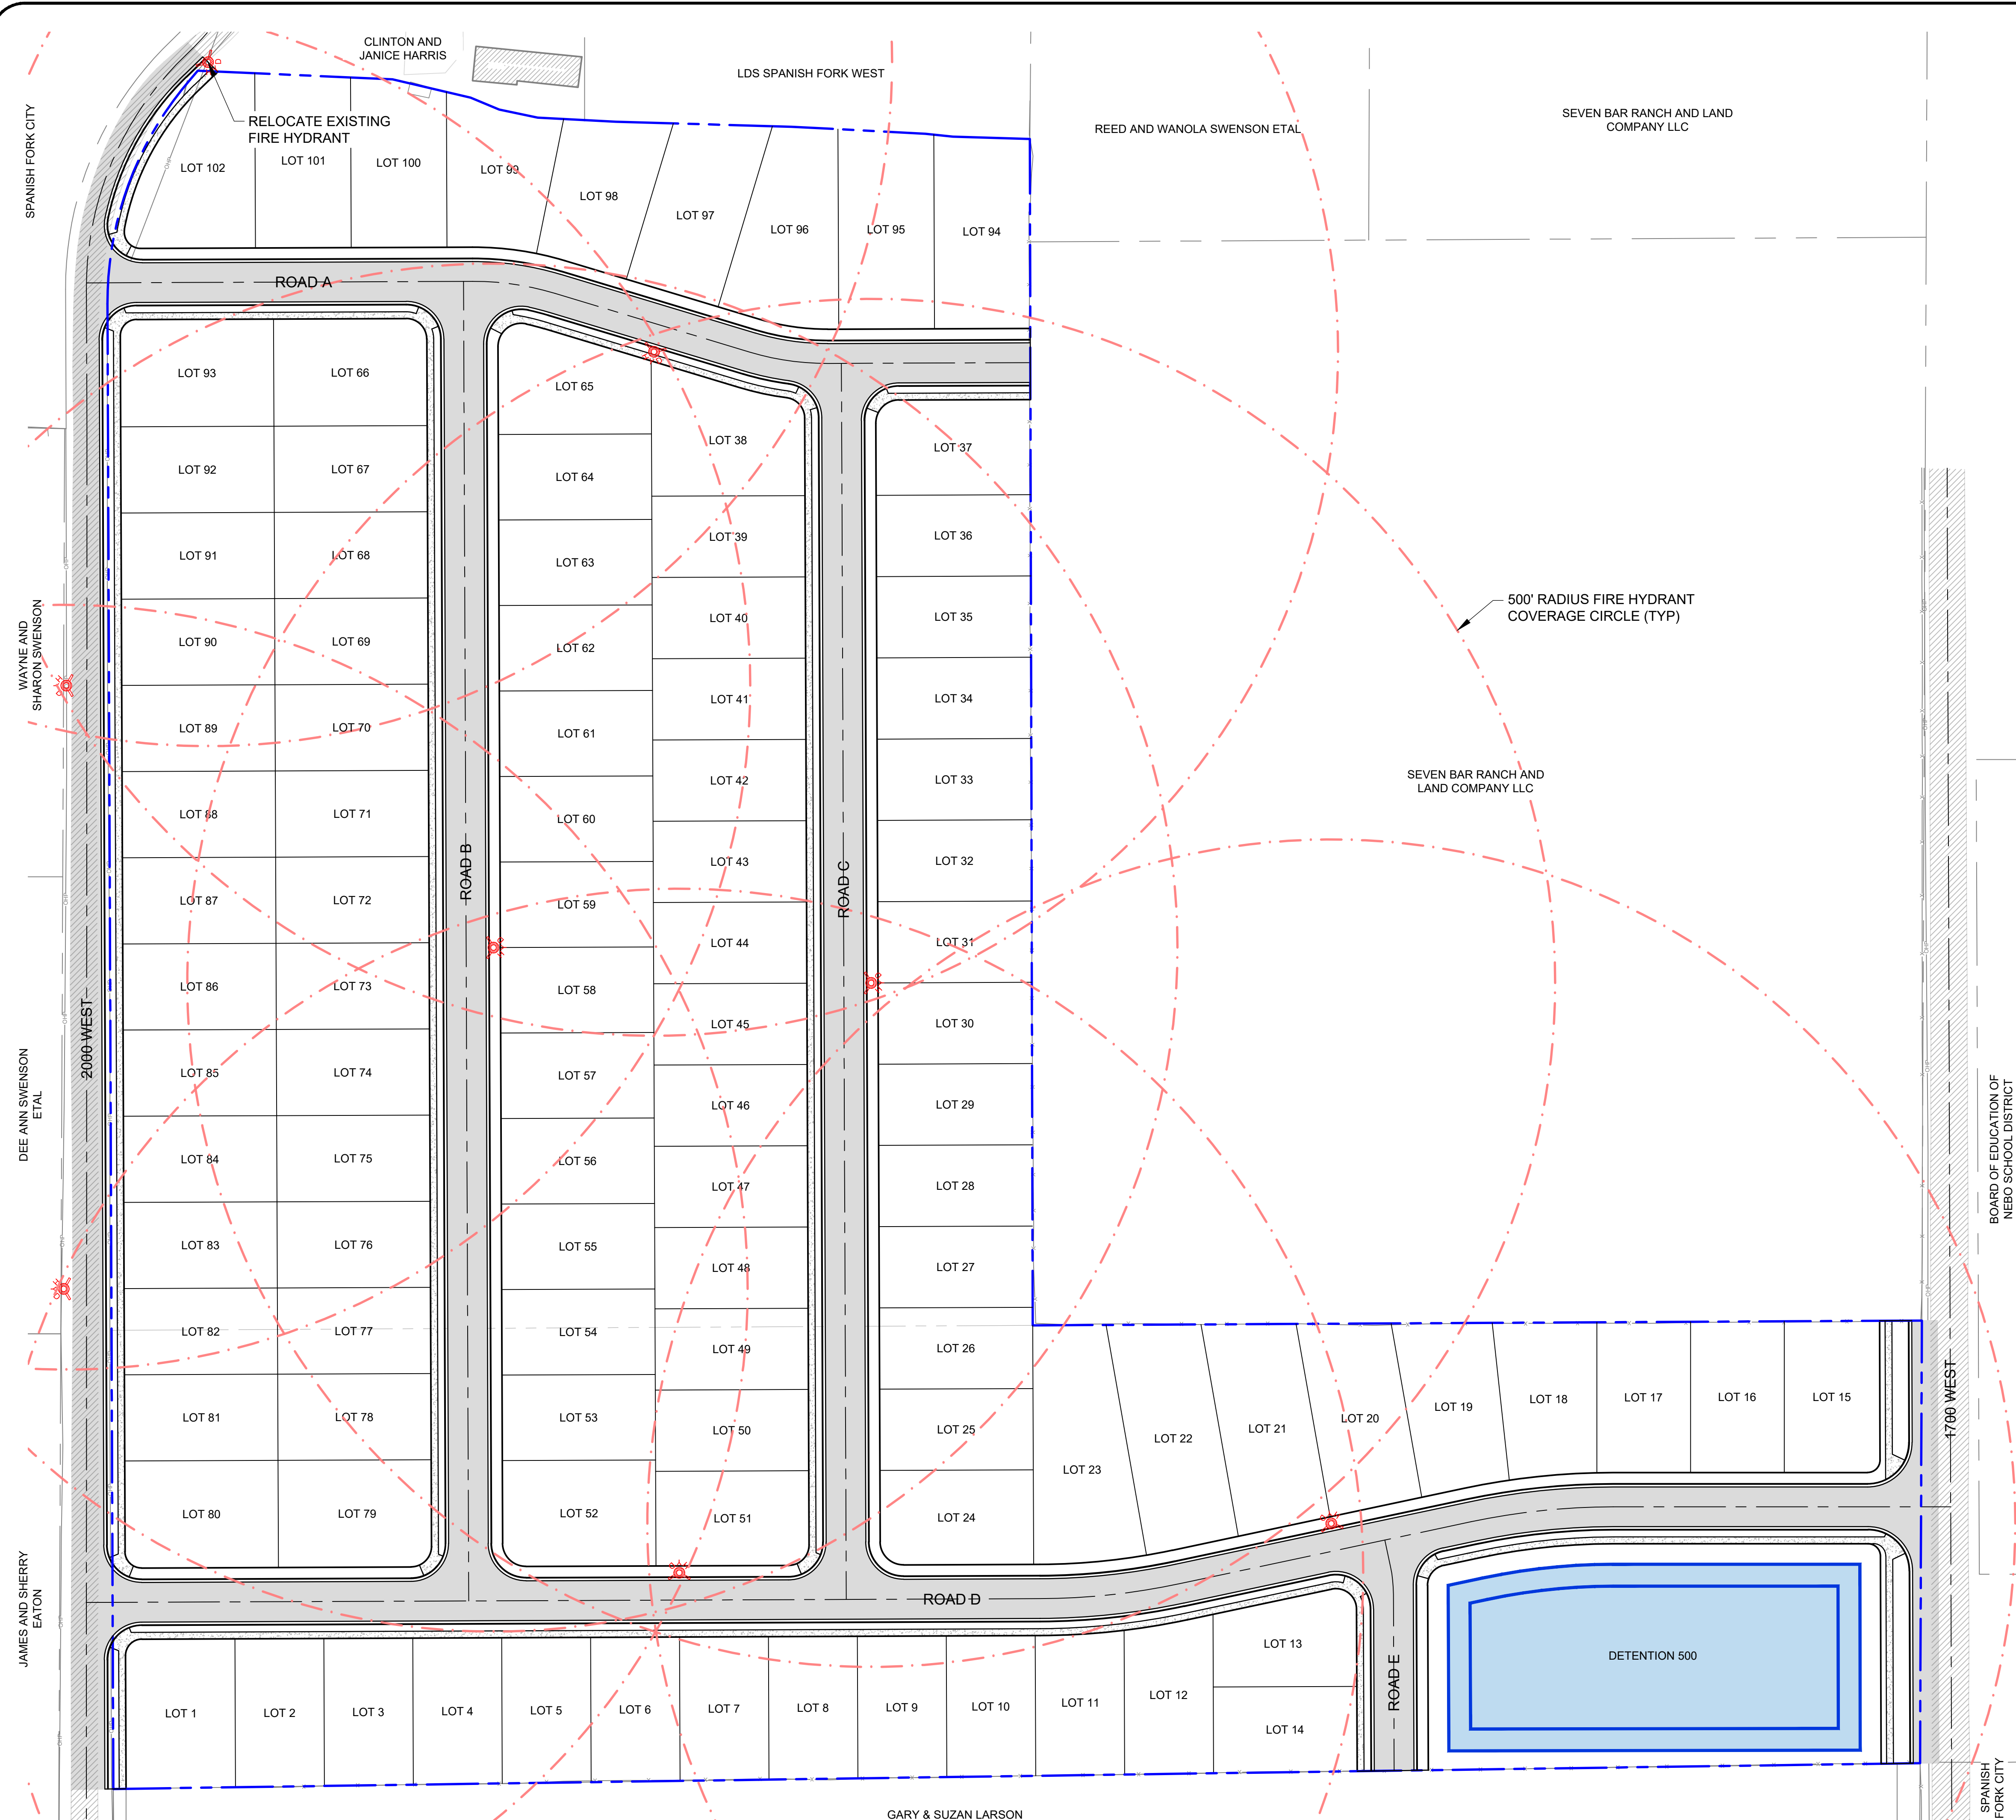 CLINTON AND
JANICE HARRIS
LDS SPANISH FORK WEST
SEVEN BAR RANCH AND LAND
COMPANY LLC
REED AND WANOLA SWENSON ETAL
SPANISH FORK CITY
RELOCATE EXISTING
FIRE HYDRANT
LOT 102
LOT 101
LOT 100
LOT 99
LOT 98
LOT 97
LOT 96
LOT 95
LOT 94
ROAD A
LOT 93
LOT 66
LOT 65
LOT 38
LOT 37
LOT 92
LOT 67
LOT 64
LOT 39
LOT 36
LOT 91
LOT 68
LOT 63
LOT 40
LOT 35
500' RADIUS FIRE HYDRANT
COVERAGE CIRCLE (TYP)
WAYNE AND
SHARON SWENSON
LOT 90
LOT 69
LOT 62
LOT 41
LOT 34
LOT 89
LOT 70
LOT 61
LOT 42
LOT 33
SEVEN BAR RANCH AND
LAND COMPANY LLC
LOT 88
LOT 71
LOT 60
LOT 43
LOT 32
ROAD B
ROAD C
LOT 87
LOT 72
LOT 59
LOT 44
LOT 31
LOT 86
LOT 73
LOT 58
LOT 45
LOT 30
2000 WEST
LOT 85
LOT 74
LOT 57
LOT 46
LOT 29
DEE ANN SWENSON
ETAL
BOARD OF EDUCATION OF
NEBO SCHOOL DISTRICT
LOT 84
LOT 75
LOT 56
LOT 47
LOT 28
LOT 83
LOT 76
LOT 55
LOT 48
LOT 27
LOT 82
LOT 77
LOT 54
LOT 49
LOT 26
LOT 81
LOT 78
LOT 53
LOT 50
LOT 25
LOT 23
LOT 22
LOT 21
LOT 20
LOT 19
LOT 18
LOT 17
LOT 16
LOT 15
1700 WEST
LOT 80
LOT 79
LOT 52
LOT 51
LOT 24
JAMES AND SHERRY
EATON
ROAD D
LOT 13
DETENTION 500
ROAD E
LOT 1
LOT 2
LOT 3
LOT 4
LOT 5
LOT 6
LOT 7
LOT 8
LOT 9
LOT 10
LOT 11
LOT 12
LOT 14
SPANISH
FORK CITY
GARY & SUZAN LARSON